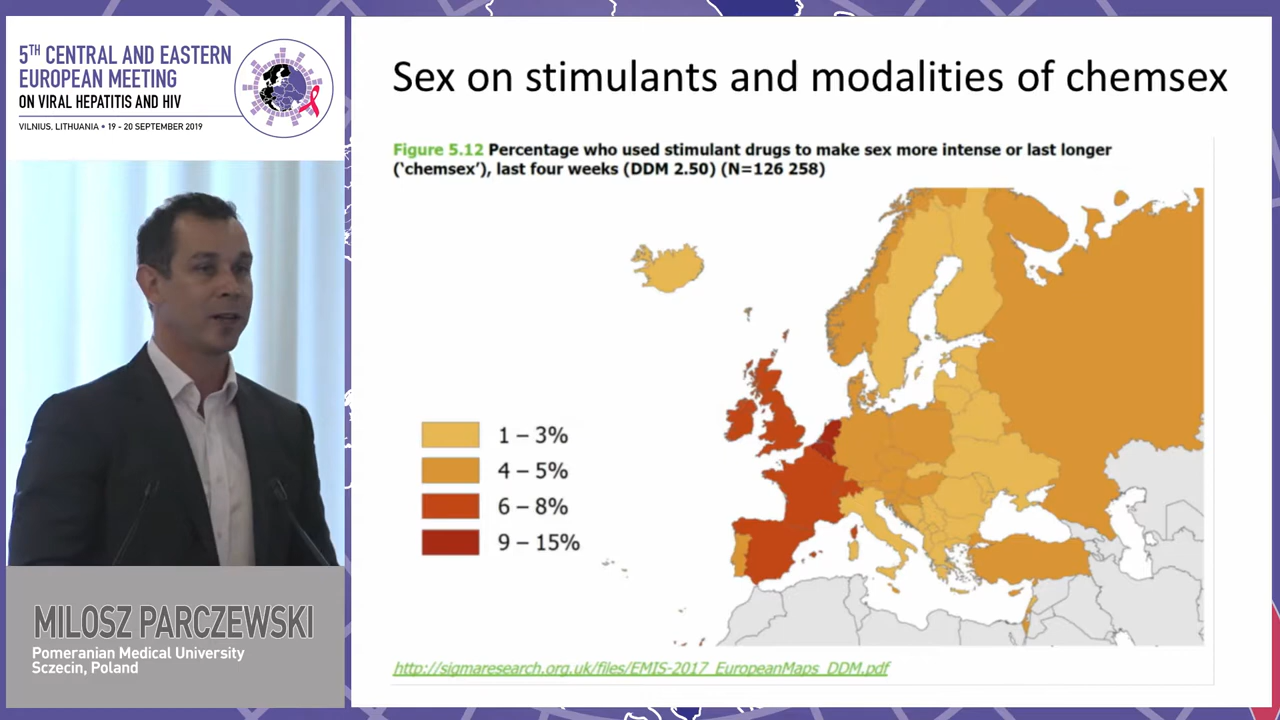 5TH CENTRAL AND EASTERN
EUROPEAN MEETING
ON VIRAL HEPATITIS AND HIV
VILNIUS, LITHUANIA • 19 - 20 SEPTEMBER 2019
MILOSZ PARCZEWSKI
Pomeranian Medical University
Sczecin, Poland
Sex on stimulants and modalities of chemsex
Figure 5.12 Percentage who used stimulant drugs to make sex more intense or last longer
(‘chemsex’), last four weeks (DDM 2.50) (N=126 258)
1 – 3%
4 – 5%
6 – 8%
9 – 15%
http://sigmaresearch.org.uk/files/EMIS-2017_EuropeanMaps_DDM.pdf